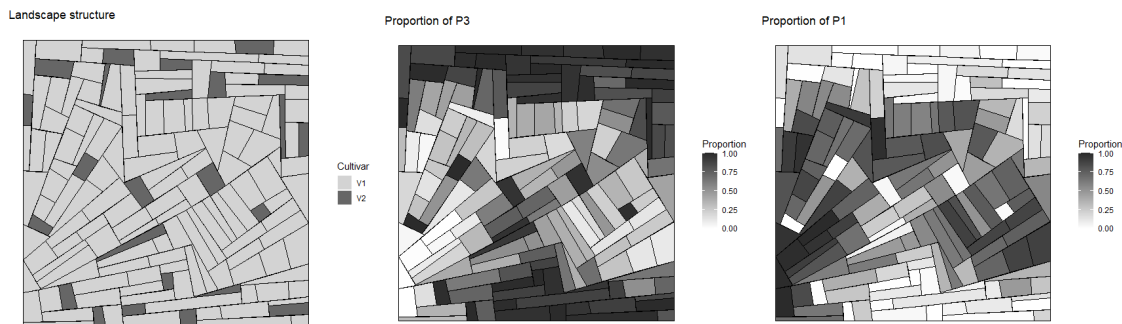 Landscape structure
Cultivar
V1
V2
Proportion of P3
Proportion
1.00
0.75
0.50
0.25
0.00
Proportion of P1
Proportion
1.00
0.75
0.50
0.25
0.00